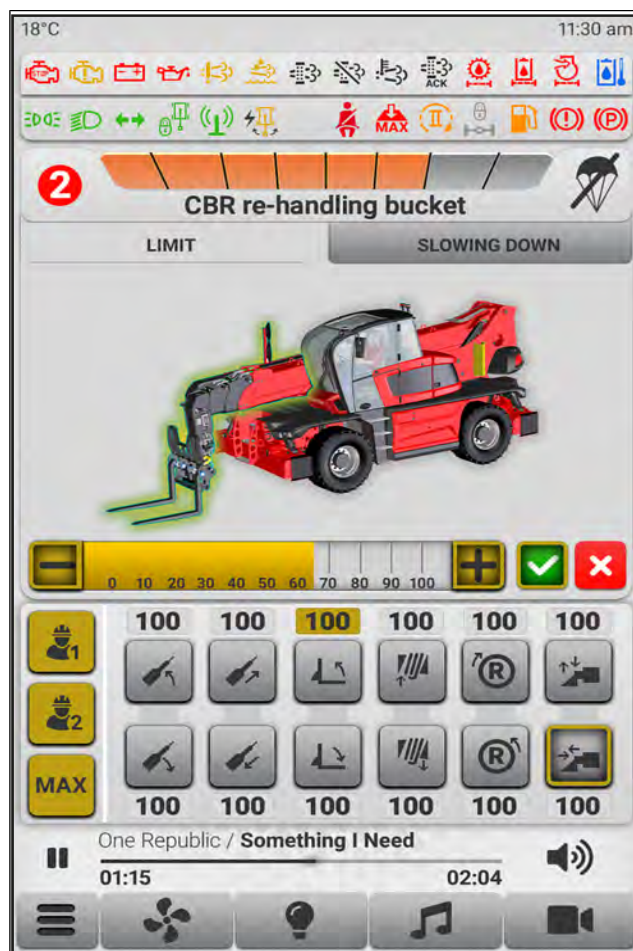 18°C 11:30 am
STOP
ACK
MAX
II
P
2
CBR re-handling bucket
LIMIT SLOWING DOWN
0 10 20 30 40 50 60 70 80 90 100
100 100 100 100 100 100
1
R
2
R
MAX
100 100 100 100 100 100
One Republic / Something I Need
01:15 02:04